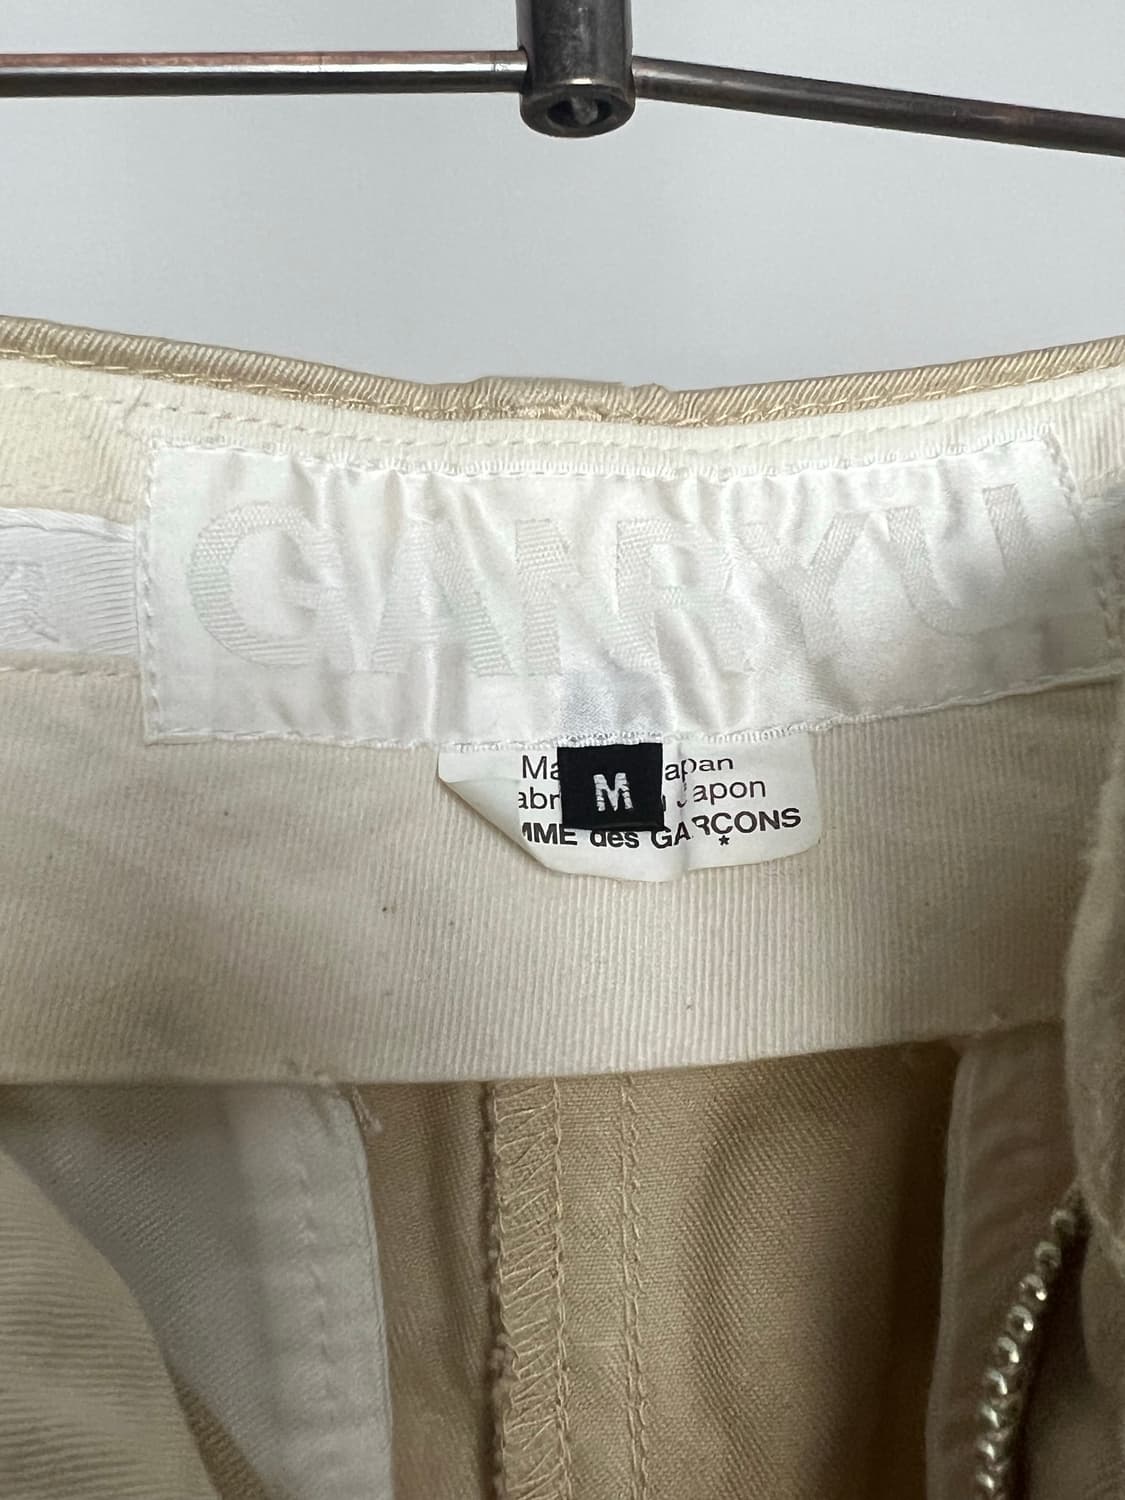 GANRYU
M
Ma apan
abr Japon
MME des GARÇONS
*